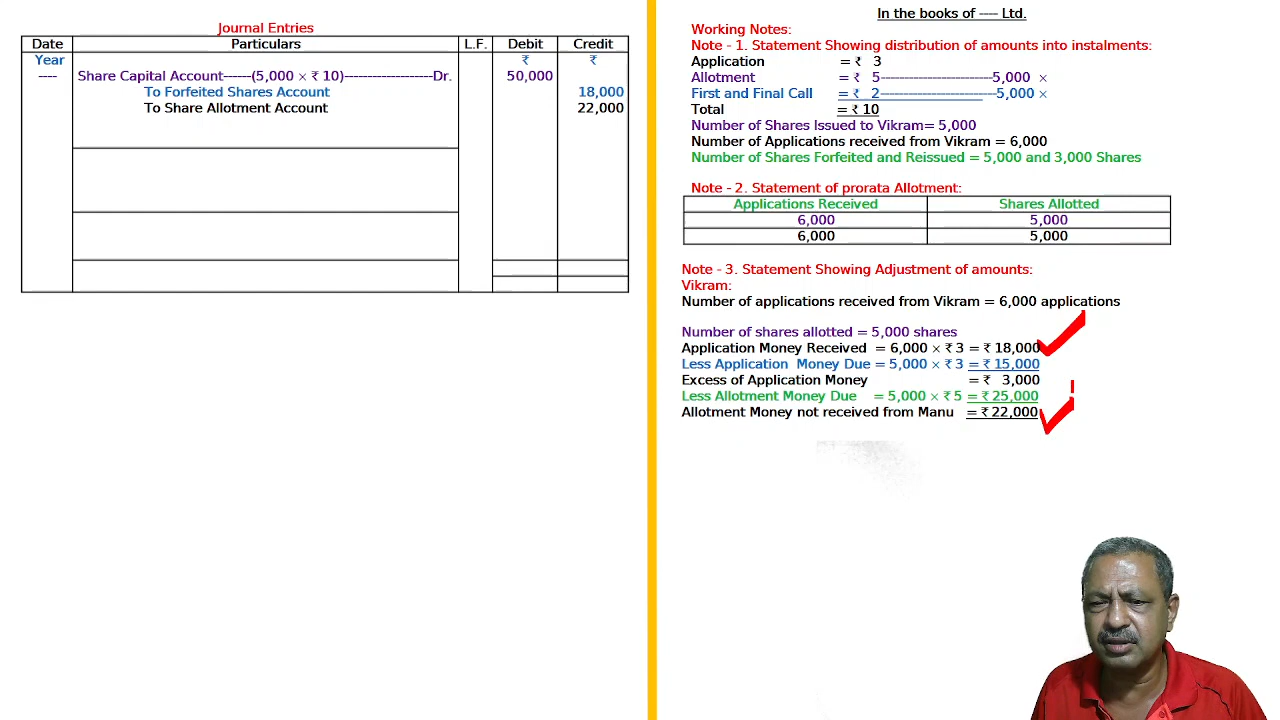 Journal Entries
Date Particulars L.F. Debit Credit
Year ₹ ₹
---- Share Capital Account------(5,000 × ₹ 10)-------------------Dr. 50,000
To Forfeited Shares Account 18,000
To Share Allotment Account 22,000
In the books of ---- Ltd.
Working Notes:
Note - 1. Statement Showing distribution of amounts into instalments:
Application = ₹ 3
Allotment = ₹ 5-----------------------------5,000 ×
First and Final Call = ₹ 2-----------------------------5,000 ×
Total = ₹ 10
Number of Shares Issued to Vikram= 5,000
Number of Applications received from Vikram = 6,000
Number of Shares Forfeited and Reissued = 5,000 and 3,000 Shares
Note - 2. Statement of prorata Allotment:
Applications Received Shares Allotted
6,000 5,000
6,000 5,000
Note - 3. Statement Showing Adjustment of amounts:
Vikram:
Number of applications received from Vikram = 6,000 applications
Number of shares allotted = 5,000 shares
Application Money Received = 6,000 × ₹ 3 = ₹ 18,000
Less Application Money Due = 5,000 × ₹ 3 = ₹ 15,000
Excess of Application Money = ₹ 3,000
Less Allotment Money Due = 5,000 × ₹ 5 = ₹ 25,000
Allotment Money not received from Manu = ₹ 22,000